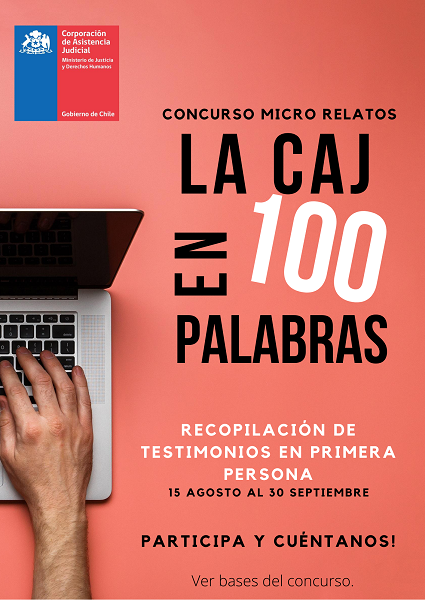 Corporación
de Asistencia
Judicial
Ministerio de Justicia
y Derechos Humanos
Gobierno de Chile
CONCURSO MICRO RELATOS
LA CAJ
EN 100
PALABRAS
RECOPILACIÓN DE
TESTIMONIOS EN PRIMERA
PERSONA
15 AGOSTO AL 30 SEPTIEMBRE
PARTICIPA Y CUÉNTANOS!
Ver bases del concurso.